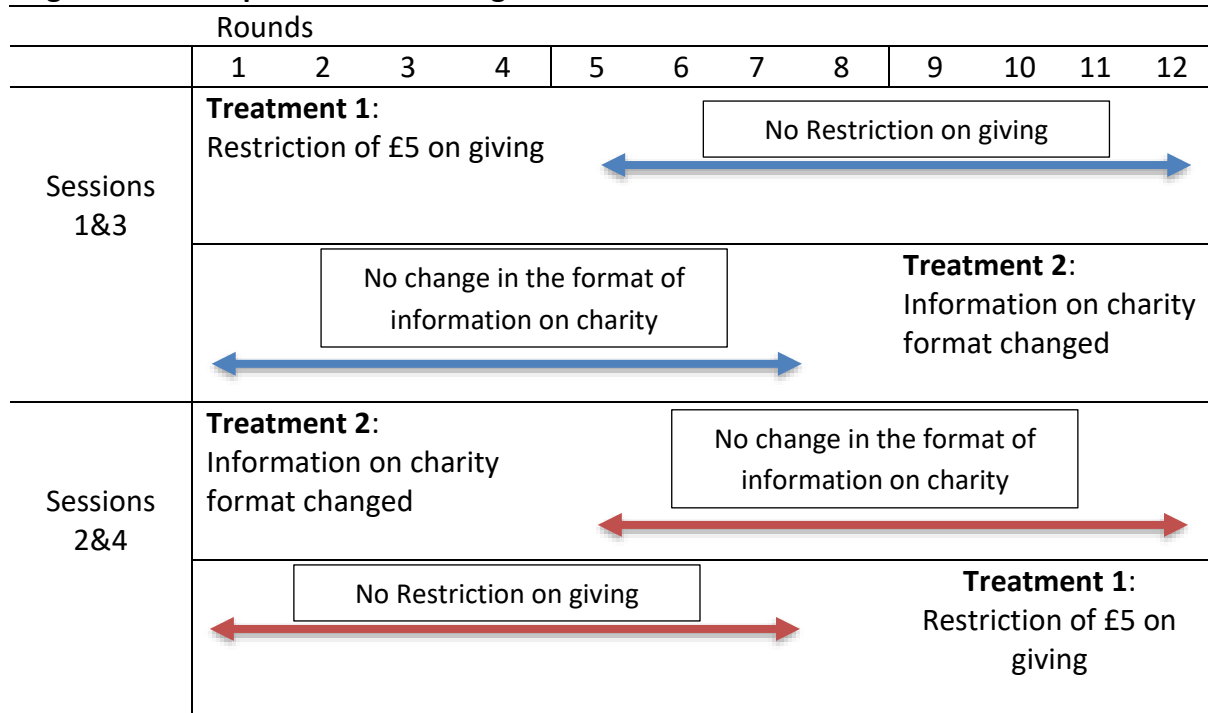 Rounds
1 2 3 4 5 6 7 8 9 10 11 12
Sessions
1&3
Treatment 1:
Restriction of £5 on giving
No Restriction on giving
No change in the format of
information on charity
Treatment 2:
Information on charity
format changed
Sessions
2&4
Treatment 2:
Information on charity
format changed
No change in the format of
information on charity
No Restriction on giving
Treatment 1:
Restriction of £5 on
giving